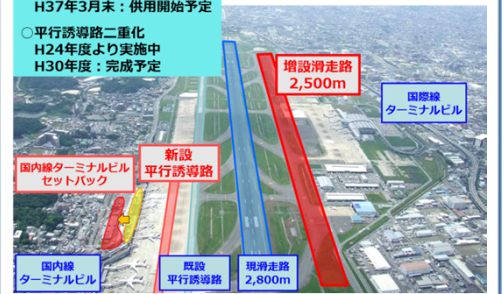 H37年3月末：供用開始予定
○平行誘導路二重化
H24年度より実施中
H30年度：完成予定
増設滑走路
2,500m
国際線
ターミナルビル
新設
平行誘導路
国内線ターミナルビル
セットバック
国内線
ターミナルビル
既設
平行誘導路
現滑走路
2,800m